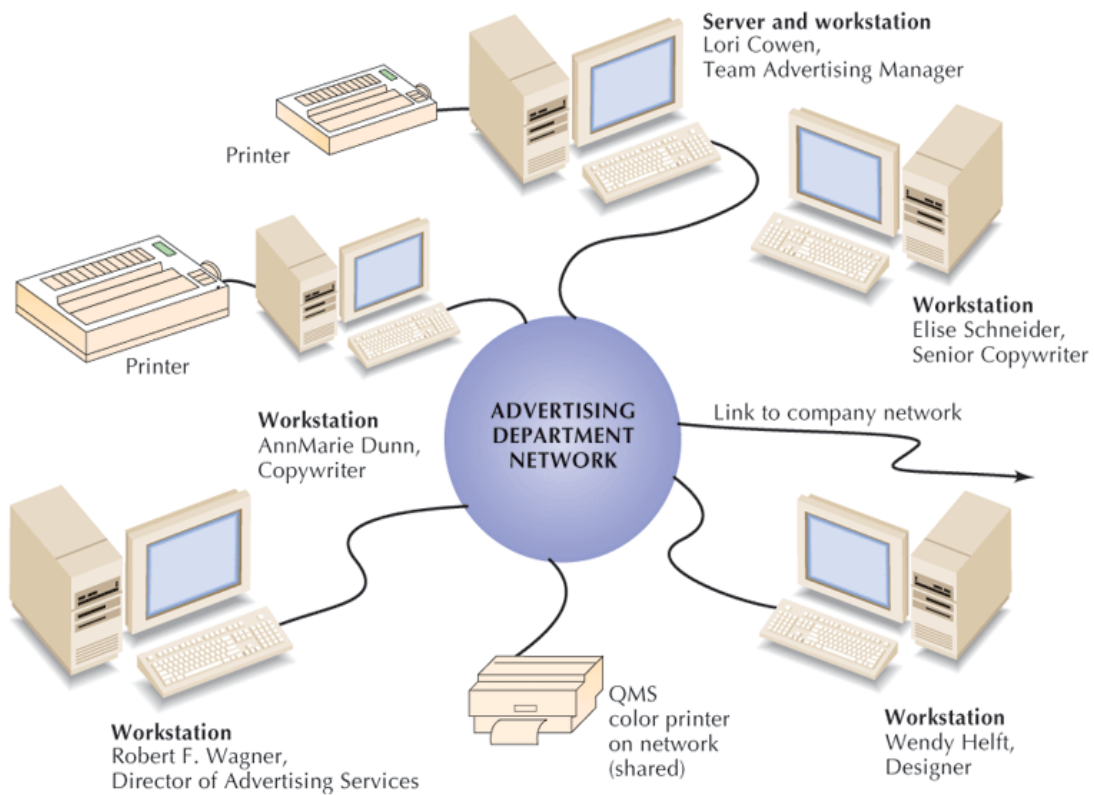 Server and workstation
Lori Cowen,
Team Advertising Manager
Printer
Workstation
Elise Schneider,
Senior Copywriter
Printer
Workstation
AnnMarie Dunn,
Copywriter
ADVERTISING
DEPARTMENT
NETWORK
Link to company network
Workstation
Robert F. Wagner,
Director of Advertising Services
QMS
color printer
on network
(shared)
Workstation
Wendy Helft,
Designer